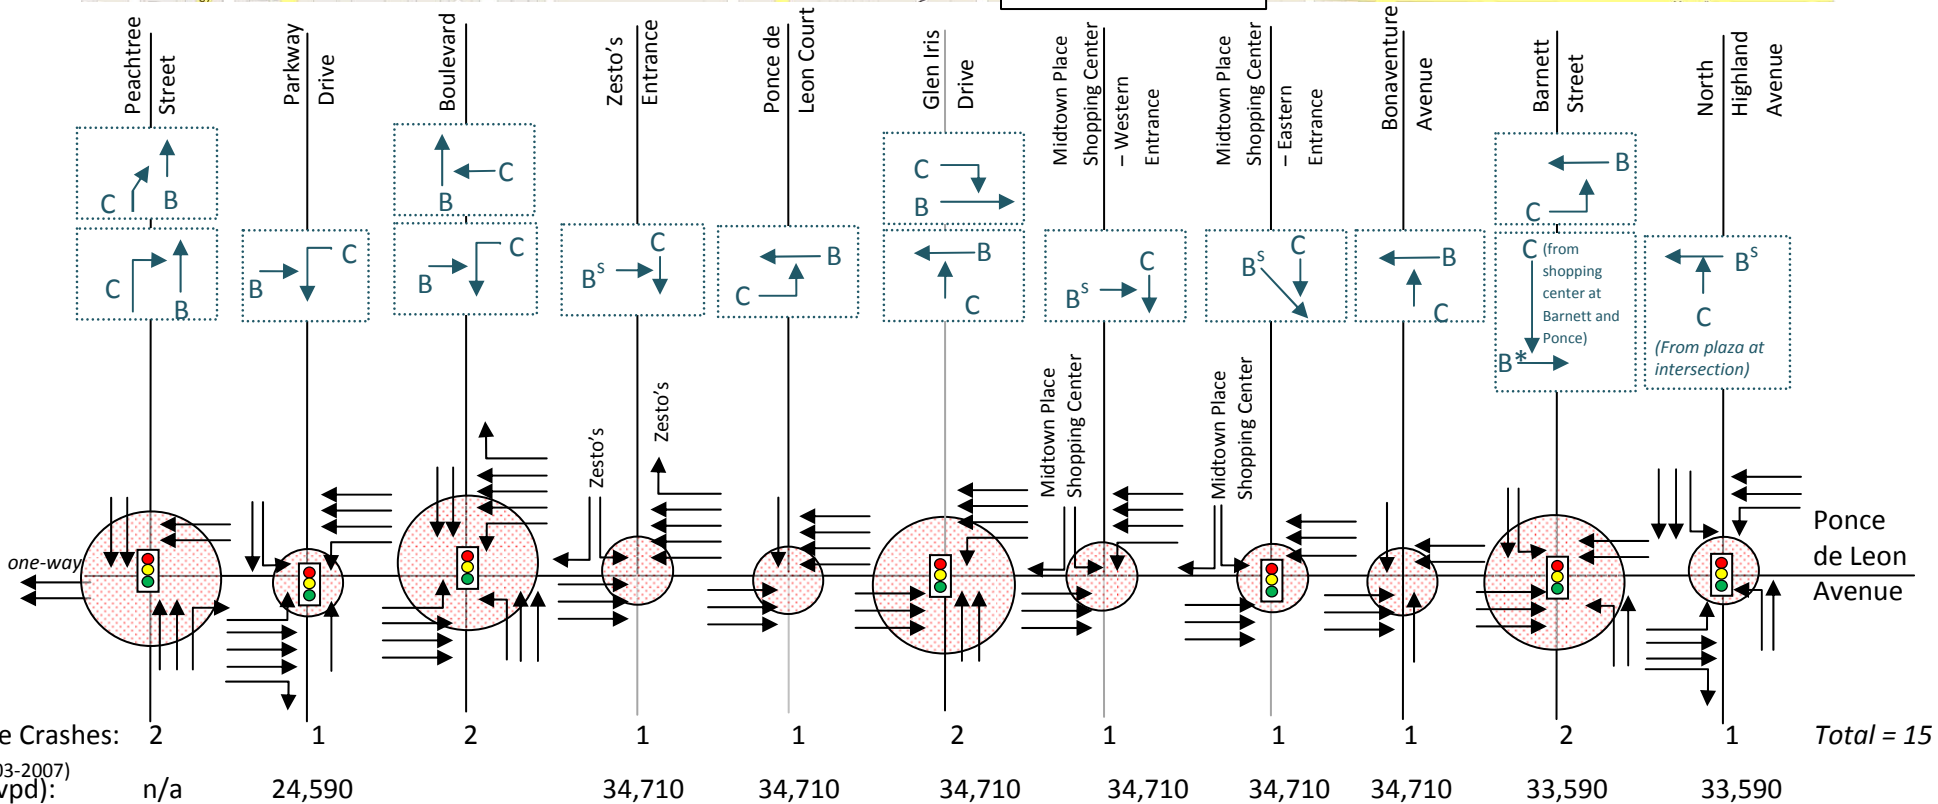 Peachtree
Street
Parkway
Drive
Boulevard
Zesto's
Entrance
Ponce de
Leon Court
Glen Iris
Drive
Midtown Place
Shopping Center
– Western
Entrance
Midtown Place
Shopping Center
– Eastern
Entrance
Bonaventure
Avenue
Barnett
Street
North
Highland
Avenue
C B
C
B
C
B
C
B
C
B
Bˢ
C
B
C
C
B
B
C
C
Bˢ
C
Bˢ
B
C
B
C
C (from
shopping
center at
Barnett and
Ponce)
B*
Bˢ
C
(From plaza at
intersection)
Zesto's
Zesto's
Midtown Place
Shopping Center
Midtown Place
Shopping Center
one-way
Ponce
de Leon
Avenue
e Crashes: 2 1 2 1 1 2 1 1 1 2 1 Total = 15
03-2007)
vpd): n/a 24,590 34,710 34,710 34,710 34,710 34,710 34,710 33,590 33,590